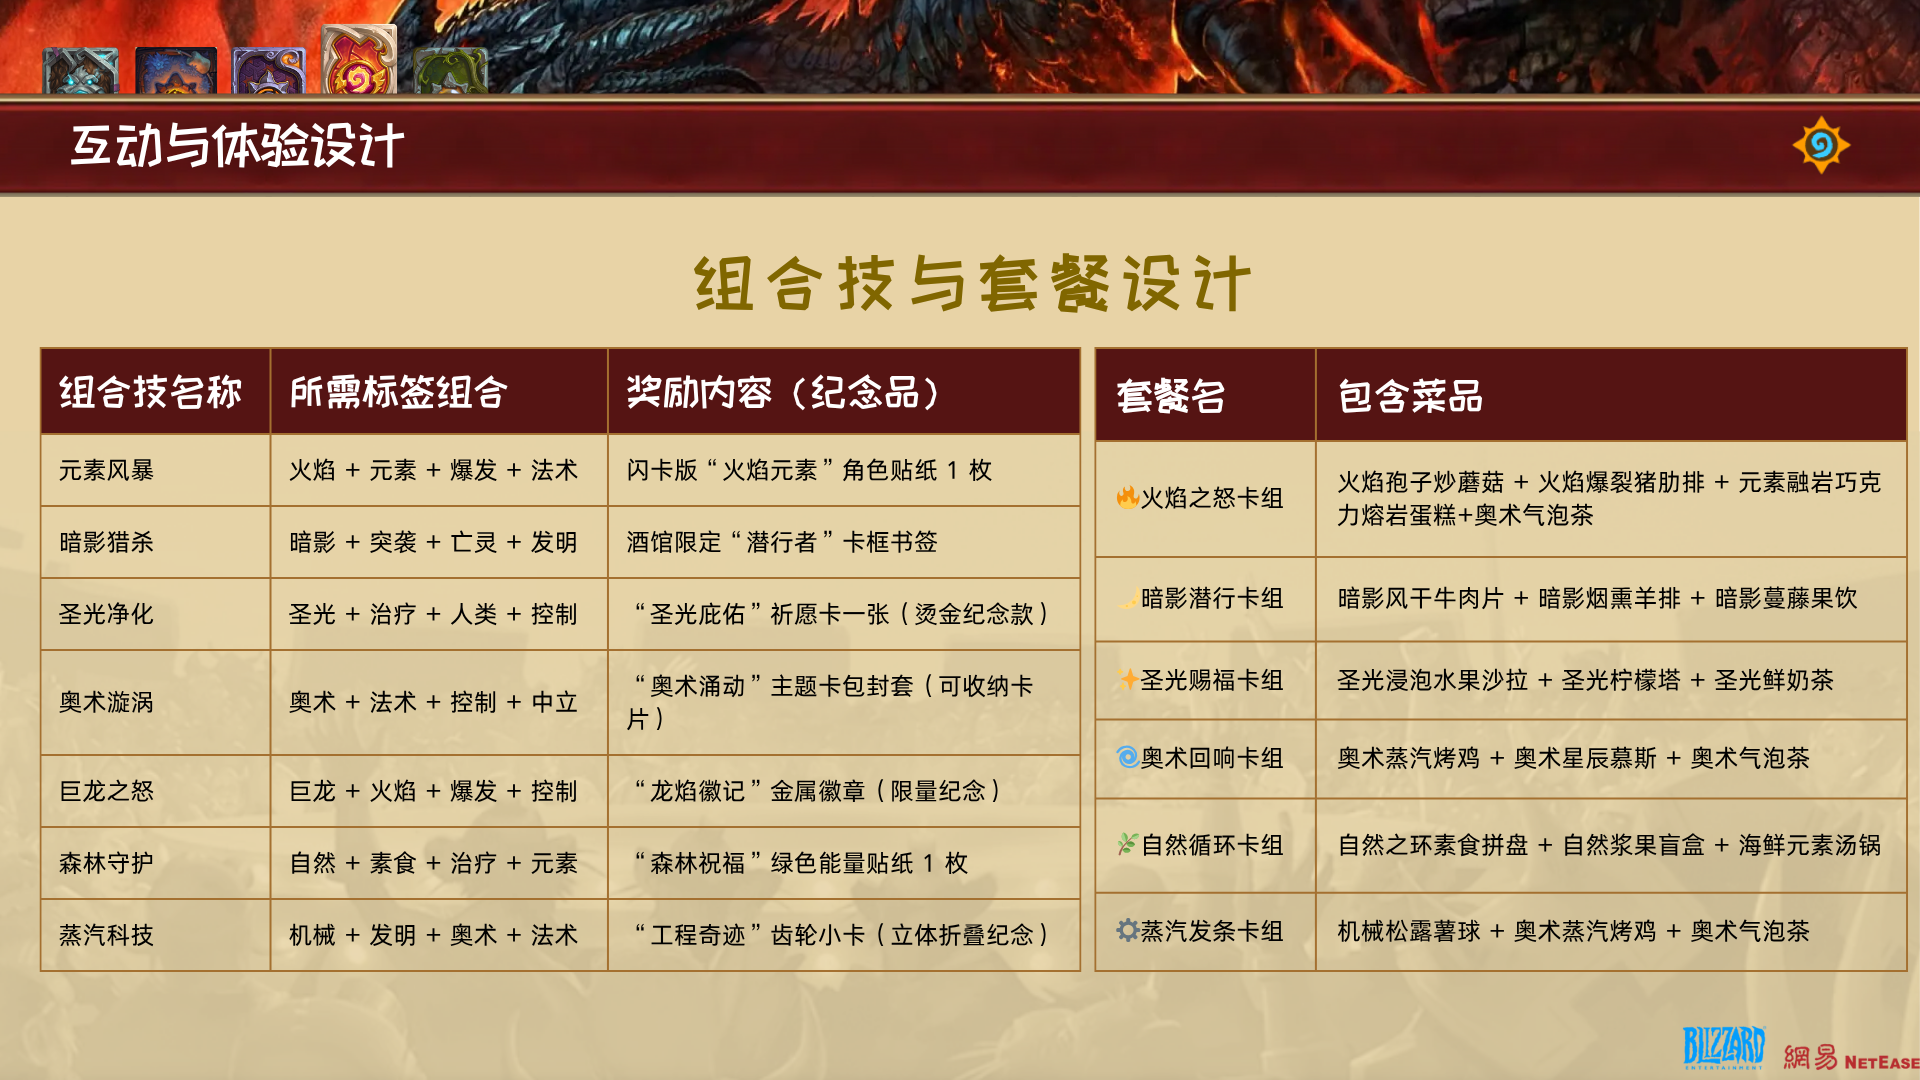 互动与体验设计
组合技与套餐设计
组合技名称 所需标签组合 奖励内容（纪念品）
元素风暴 火焰 + 元素 + 爆发 + 法术 闪卡版“火焰元素”角色贴纸 1 枚
暗影猎杀 暗影 + 突袭 + 亡灵 + 发明 酒馆限定“潜行者”卡框书签
圣光净化 圣光 + 治疗 + 人类 + 控制 “圣光庇佑”祈愿卡一张（烫金纪念款）
奥术漩涡 奥术 + 法术 + 控制 + 中立 “奥术涌动”主题卡包封套（可收纳卡
片）
巨龙之怒 巨龙 + 火焰 + 爆发 + 控制 “龙焰徽记”金属徽章（限量纪念）
森林守护 自然 + 素食 + 治疗 + 元素 “森林祝福”绿色能量贴纸 1 枚
蒸汽科技 机械 + 发明 + 奥术 + 法术 “工程奇迹”齿轮小卡（立体折叠纪念）
套餐名 包含菜品
🔥火焰之怒卡组 火焰孢子炒蘑菇 + 火焰爆裂猪肋排 + 元素融岩巧克
力熔岩蛋糕+奥术气泡茶
🌙暗影潜行卡组 暗影风干牛肉片 + 暗影烟熏羊排 + 暗影蔓藤果饮
✨圣光赐福卡组 圣光浸泡水果沙拉 + 圣光柠檬塔 + 圣光鲜奶茶
🌀奥术回响卡组 奥术蒸汽烤鸡 + 奥术星辰慕斯 + 奥术气泡茶
🌿自然循环卡组 自然之环素食拼盘 + 自然浆果盲盒 + 海鲜元素汤锅
⚙蒸汽发条卡组 机械松露薯球 + 奥术蒸汽烤鸡 + 奥术气泡茶
BLIZZARD
ENTERTAINMENT
網易 NETEASE